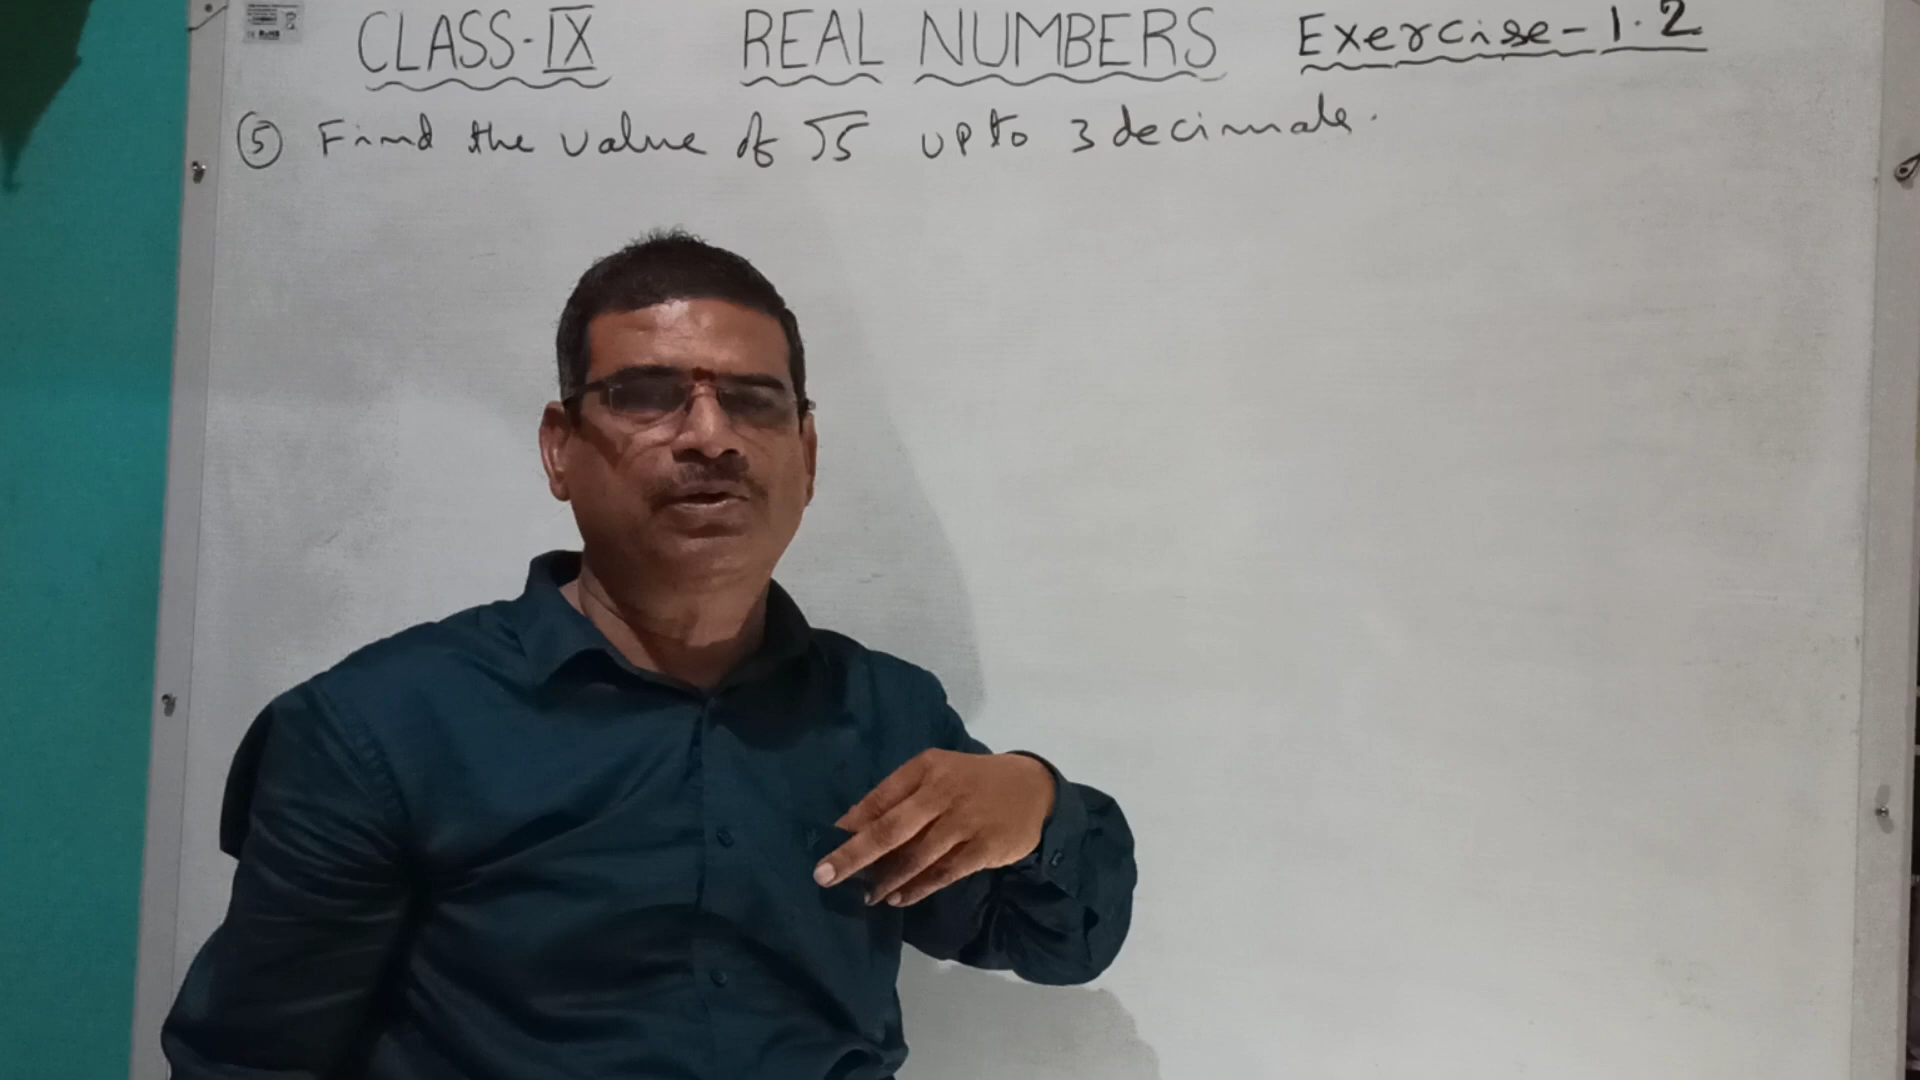 CLASS-IX REAL NUMBERS Exercise-1.2
⑤ Find the value of √5 upto 3 decimals.